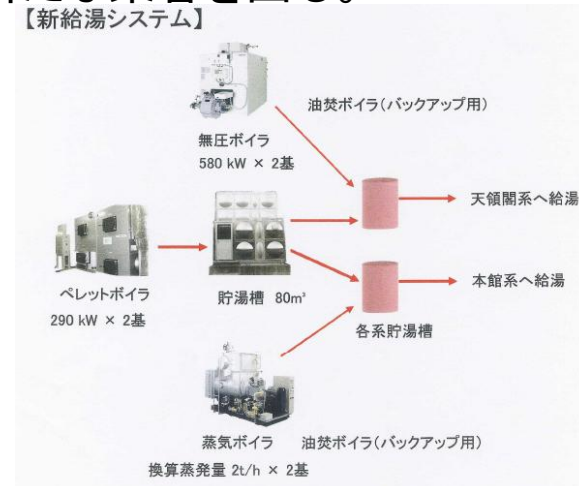 【新給湯システム】
油焚ボイラ(バックアップ用)
無圧ボイラ
580 kW × 2基
天領閣系へ給湯
ペレットボイラ
290 kW × 2基
貯湯槽 80m³
本館系へ給湯
各系貯湯槽
蒸気ボイラ 油焚ボイラ(バックアップ用)
換算蒸発量 2t/h × 2基